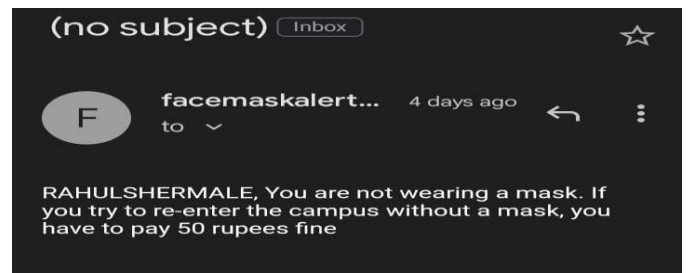 (no subject) Inbox
facemaskalert... 4 days ago
F
to
RAHULSHERMALE, You are not wearing a mask. If
you try to re-enter the campus without a mask, you
have to pay 50 rupees fine